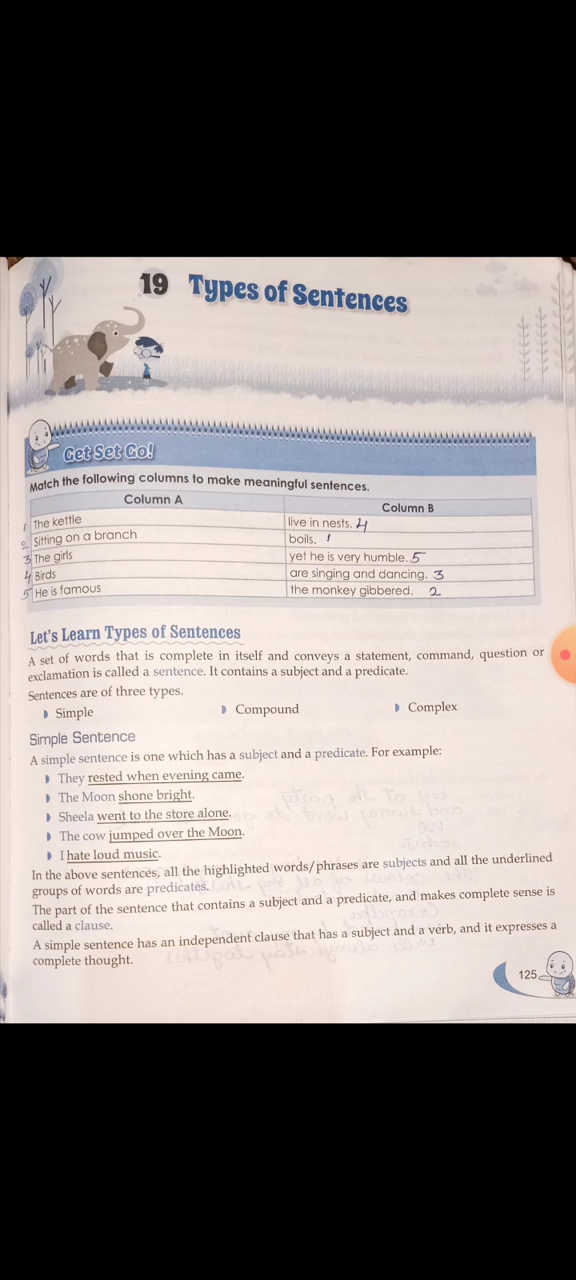 19 Types of Sentences
Get Set Go!
Match the following columns to make meaningful sentences.
Column A Column B
1 The kettle live in nests. 4
2 Sitting on a branch boils. 1
3 The girls yet he is very humble. 5
4 Birds are singing and dancing. 3
5 He is famous the monkey gibbered. 2
Let's Learn Types of Sentences
A set of words that is complete in itself and conveys a statement, command, question or
exclamation is called a sentence. It contains a subject and a predicate.
Sentences are of three types.
Simple Compound Complex
Simple Sentence
A simple sentence is one which has a subject and a predicate. For example:
They rested when evening came.
The Moon shone bright.
Sheela went to the store alone.
The cow jumped over the Moon.
I hate loud music.
In the above sentences, all the highlighted words/phrases are subjects and all the underlined
groups of words are predicates.
The part of the sentence that contains a subject and a predicate, and makes complete sense is
called a clause.
A simple sentence has an independent clause that has a subject and a verb, and it expresses a
complete thought.
125